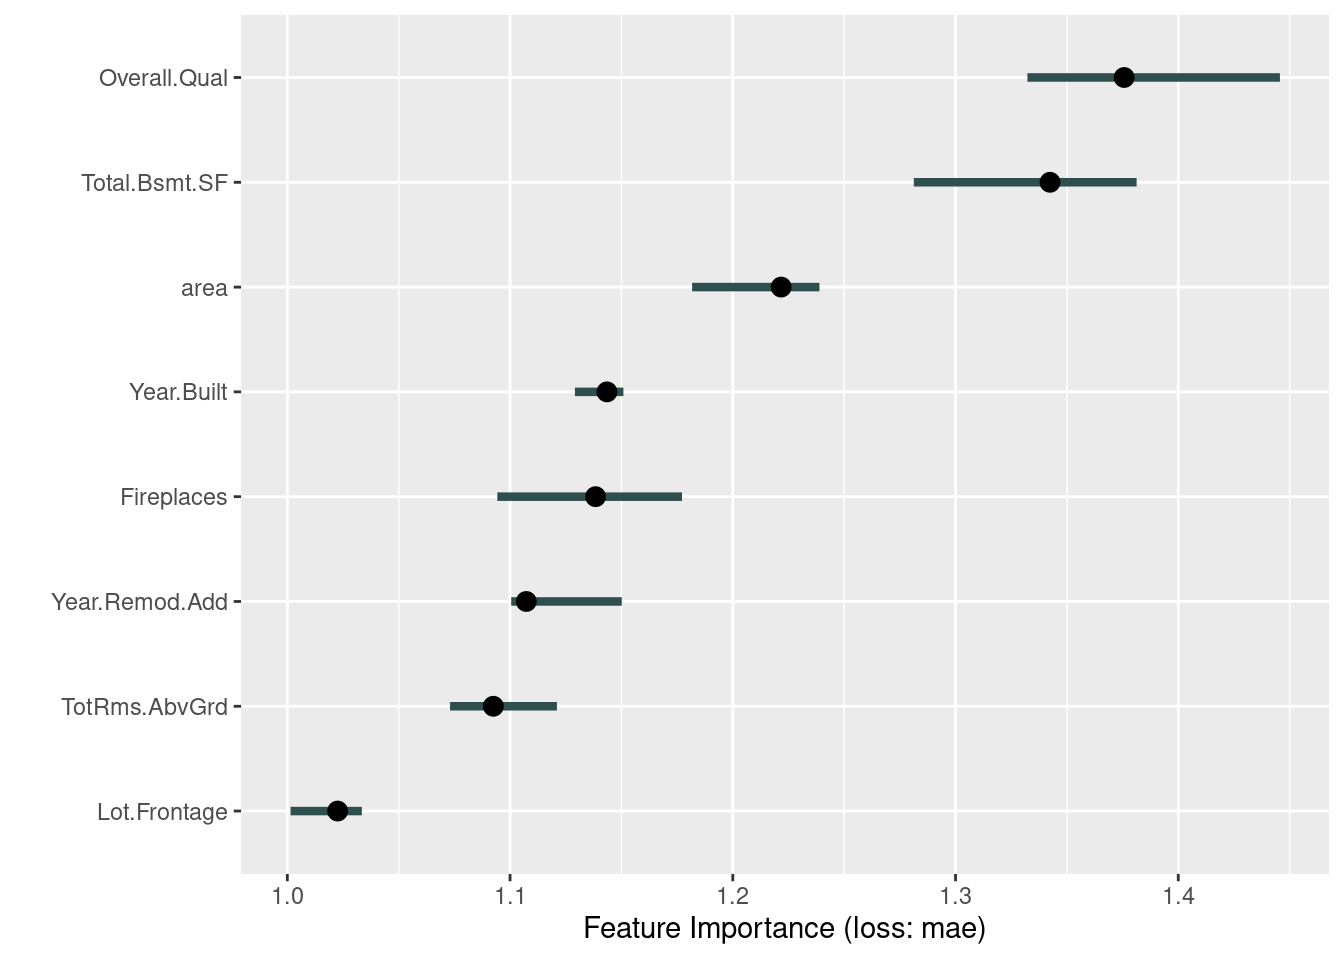 Overall.Qual
Total.Bsmt.SF
area
Year.Built
Fireplaces
Year.Remod.Add
TotRms.AbvGrd
Lot.Frontage
1.0 1.1 1.2 1.3 1.4
Feature Importance (loss: mae)